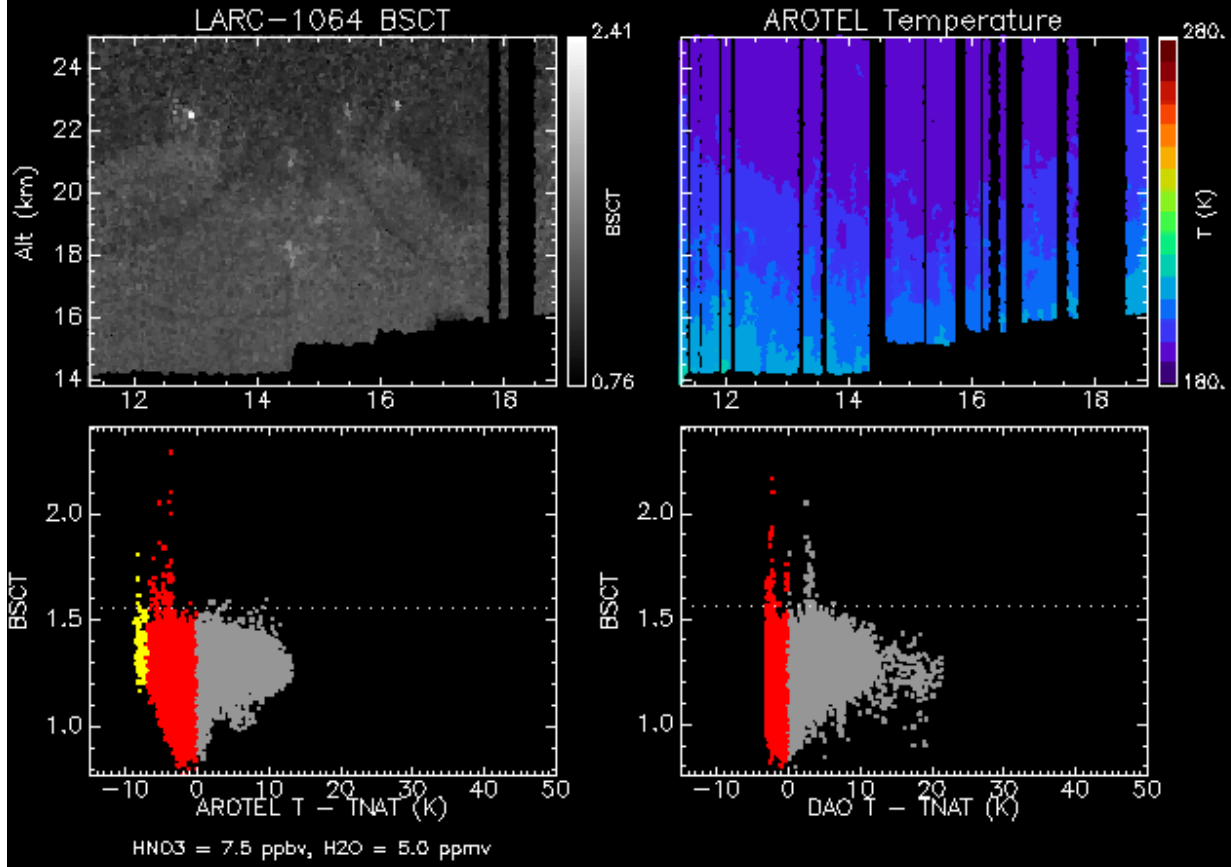 LARC-1064 BSCT
AROTEL Temperature
24
22
20
18
16
14
Alt (km)
12 14 16 18
2.41
0.76
BSCT
12 14 16 18
280.
180.
T (K)
2.0
1.5
1.0
BSCT
-10 0 10 20 30 40 50
AROTEL T - TNAT (K)
2.0
1.5
1.0
BSCT
-10 0 10 20 30 40 50
DAO T - TNAT (K)
HNO3 = 7.5 ppbv, H2O = 5.0 ppmv